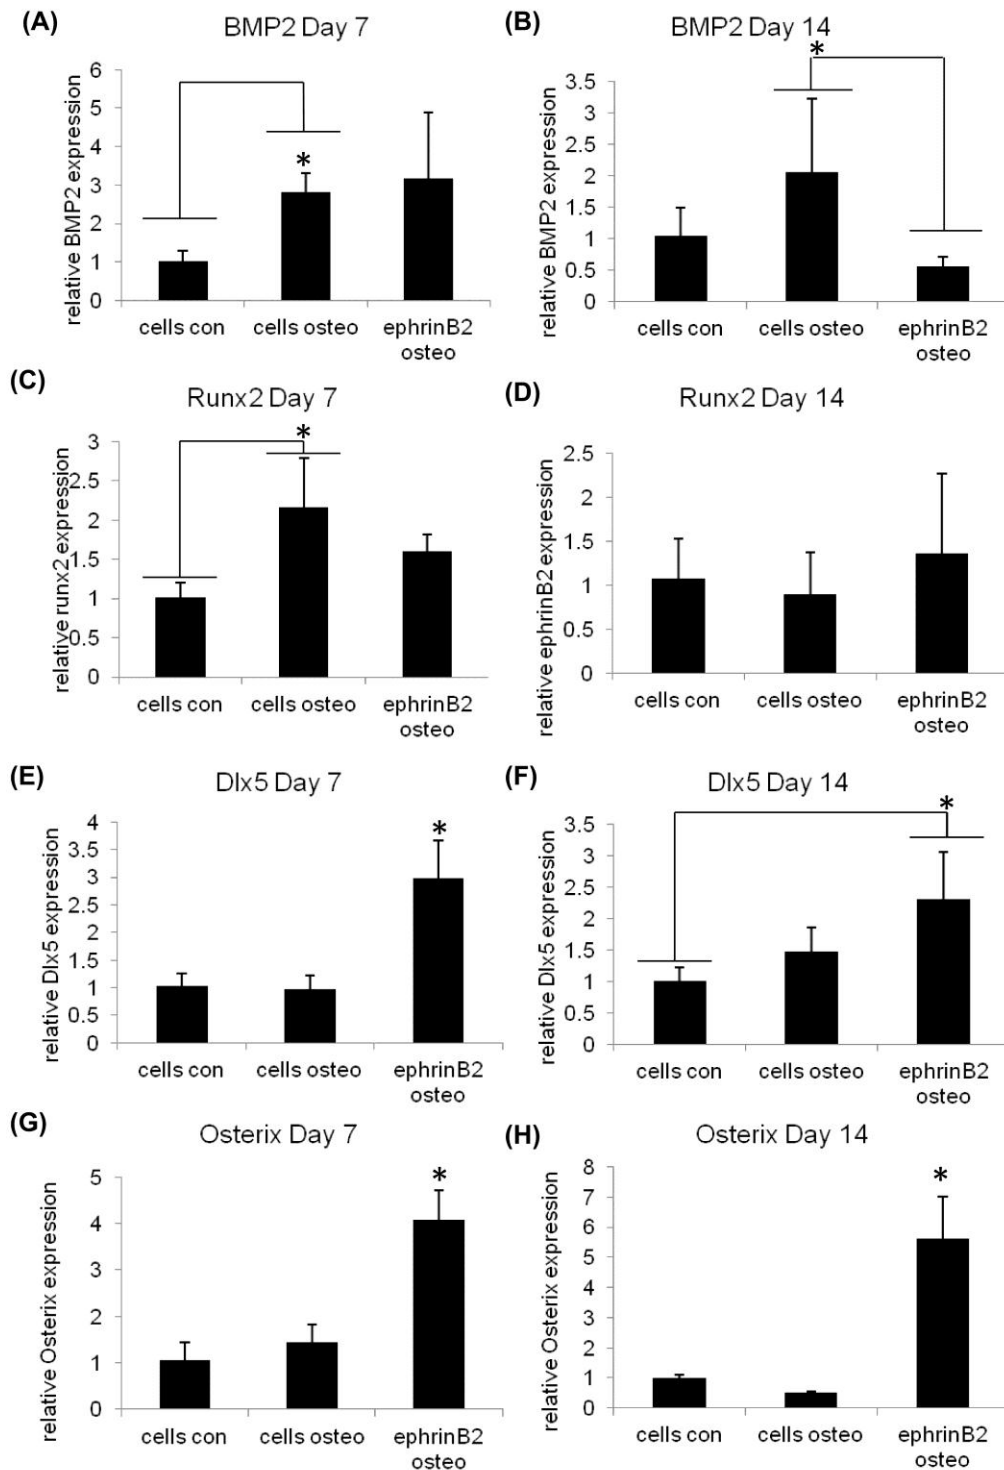 (A)
BMP2 Day 7
relative BMP2 expression
6
5
4
3
2
1
0
*
cells con
cells osteo
ephrinB2
osteo
(B)
BMP2 Day 14
relative BMP2 expression
*
3.5
3
2.5
2
1.5
1
0.5
0
cells con
cells osteo
ephrinB2
osteo
(C)
Runx2 Day 7
relative runx2 expression
*
3
2.5
2
1.5
1
0.5
0
cells con
cells osteo
ephrinB2
osteo
(D)
Runx2 Day 14
relative ephrinB2 expression
2.5
2
1.5
1
0.5
0
cells con
cells osteo
ephrinB2
osteo
(E)
Dlx5 Day 7
relative Dlx5 expression
4
3.5
3
2.5
2
1.5
1
0.5
0
*
cells con
cells osteo
ephrinB2
osteo
(F)
Dlx5 Day 14
relative Dlx5 expression
*
3.5
3
2.5
2
1.5
1
0.5
0
cells con
cells osteo
ephrinB2
osteo
(G)
Osterix Day 7
relative Osterix expression
5
4
3
2
1
0
*
cells con
cells osteo
ephrinB2
osteo
(H)
Osterix Day 14
relative Osterix expression
8
7
6
5
4
3
2
1
0
*
cells con
cells osteo
ephrinB2
osteo